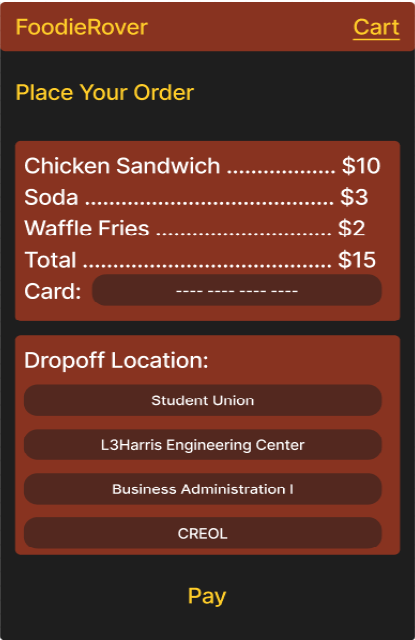 FoodieRover Cart
Place Your Order
Chicken Sandwich ................. $10
Soda ....................................... $3
Waffle Fries ............................ $2
Total ....................................... $15
Card: ---- ---- ---- ----
Dropoff Location:
Student Union
L3Harris Engineering Center
Business Administration I
CREOL
Pay